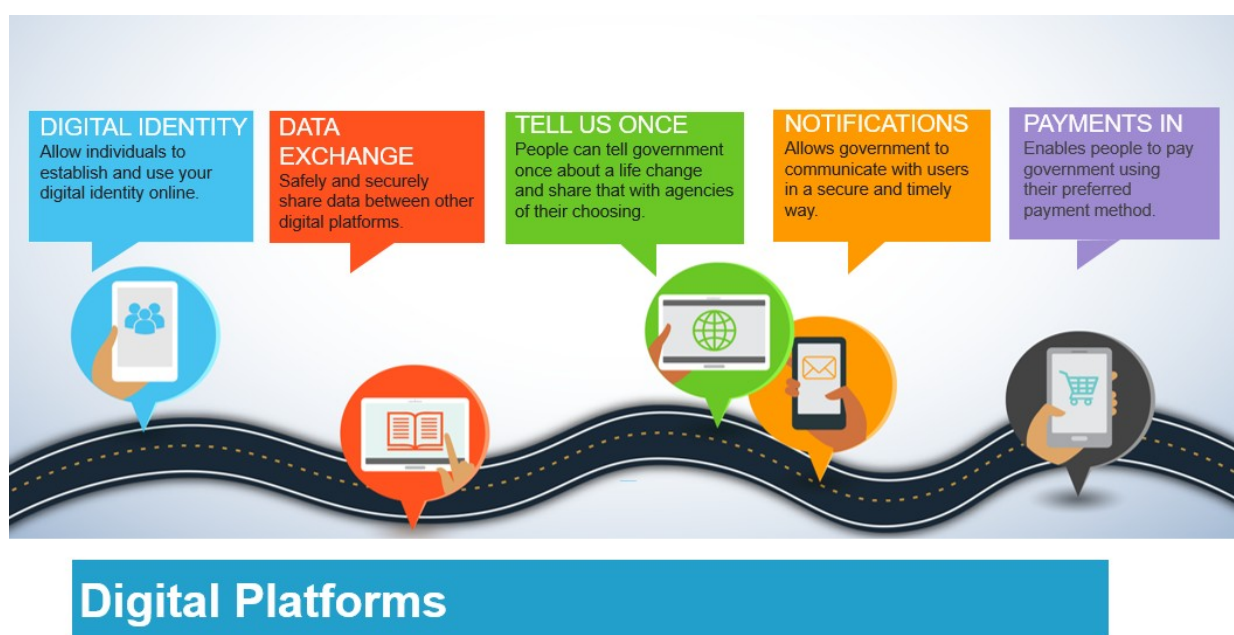 DIGITAL IDENTITY
Allow individuals to
establish and use your
digital identity online.
DATA
EXCHANGE
Safely and securely
share data between other
digital platforms.
TELL US ONCE
People can tell government
once about a life change
and share that with agencies
of their choosing.
NOTIFICATIONS
Allows government to
communicate with users
in a secure and timely
way.
PAYMENTS IN
Enables people to pay
government using
their preferred
payment method.
Digital Platforms